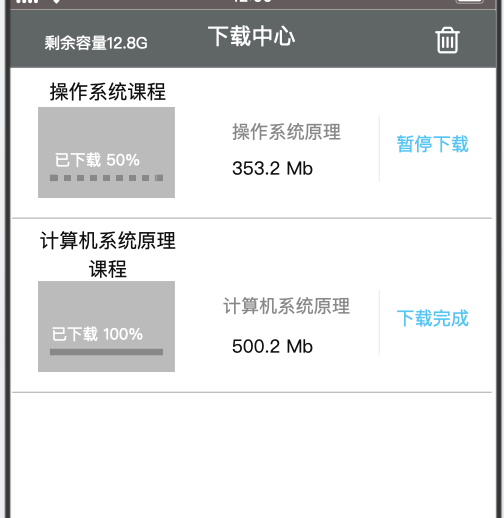 剩余容量12.8G
下载中心
操作系统课程
已下载 50%
操作系统原理
353.2 Mb
暂停下载
计算机系统原理
课程
已下载 100%
计算机系统原理
500.2 Mb
下载完成